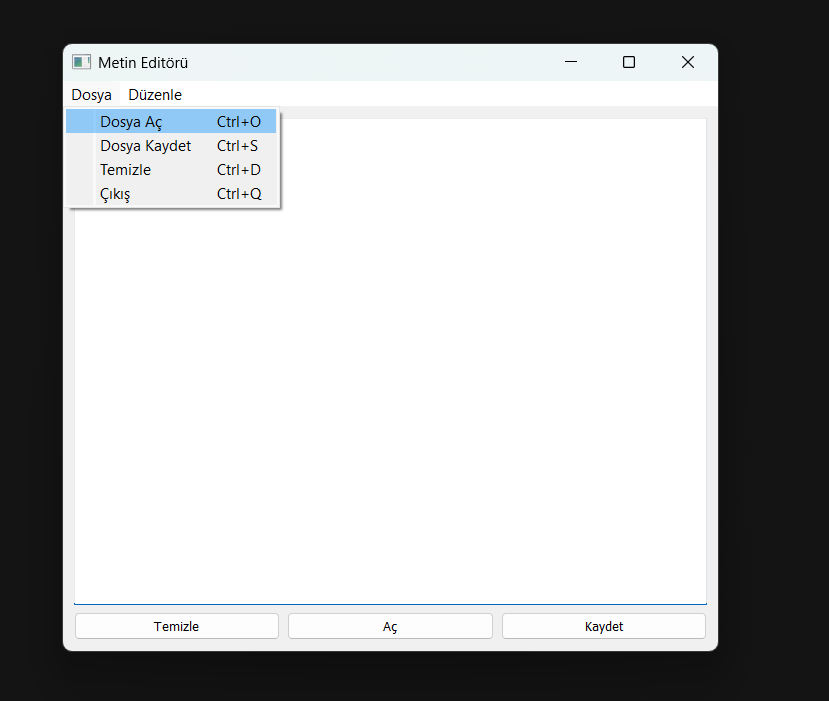 Metin Editörü
Dosya Düzenle
Dosya Aç Ctrl+O
Dosya Kaydet Ctrl+S
Temizle Ctrl+D
Çıkış Ctrl+Q
Temizle Aç Kaydet